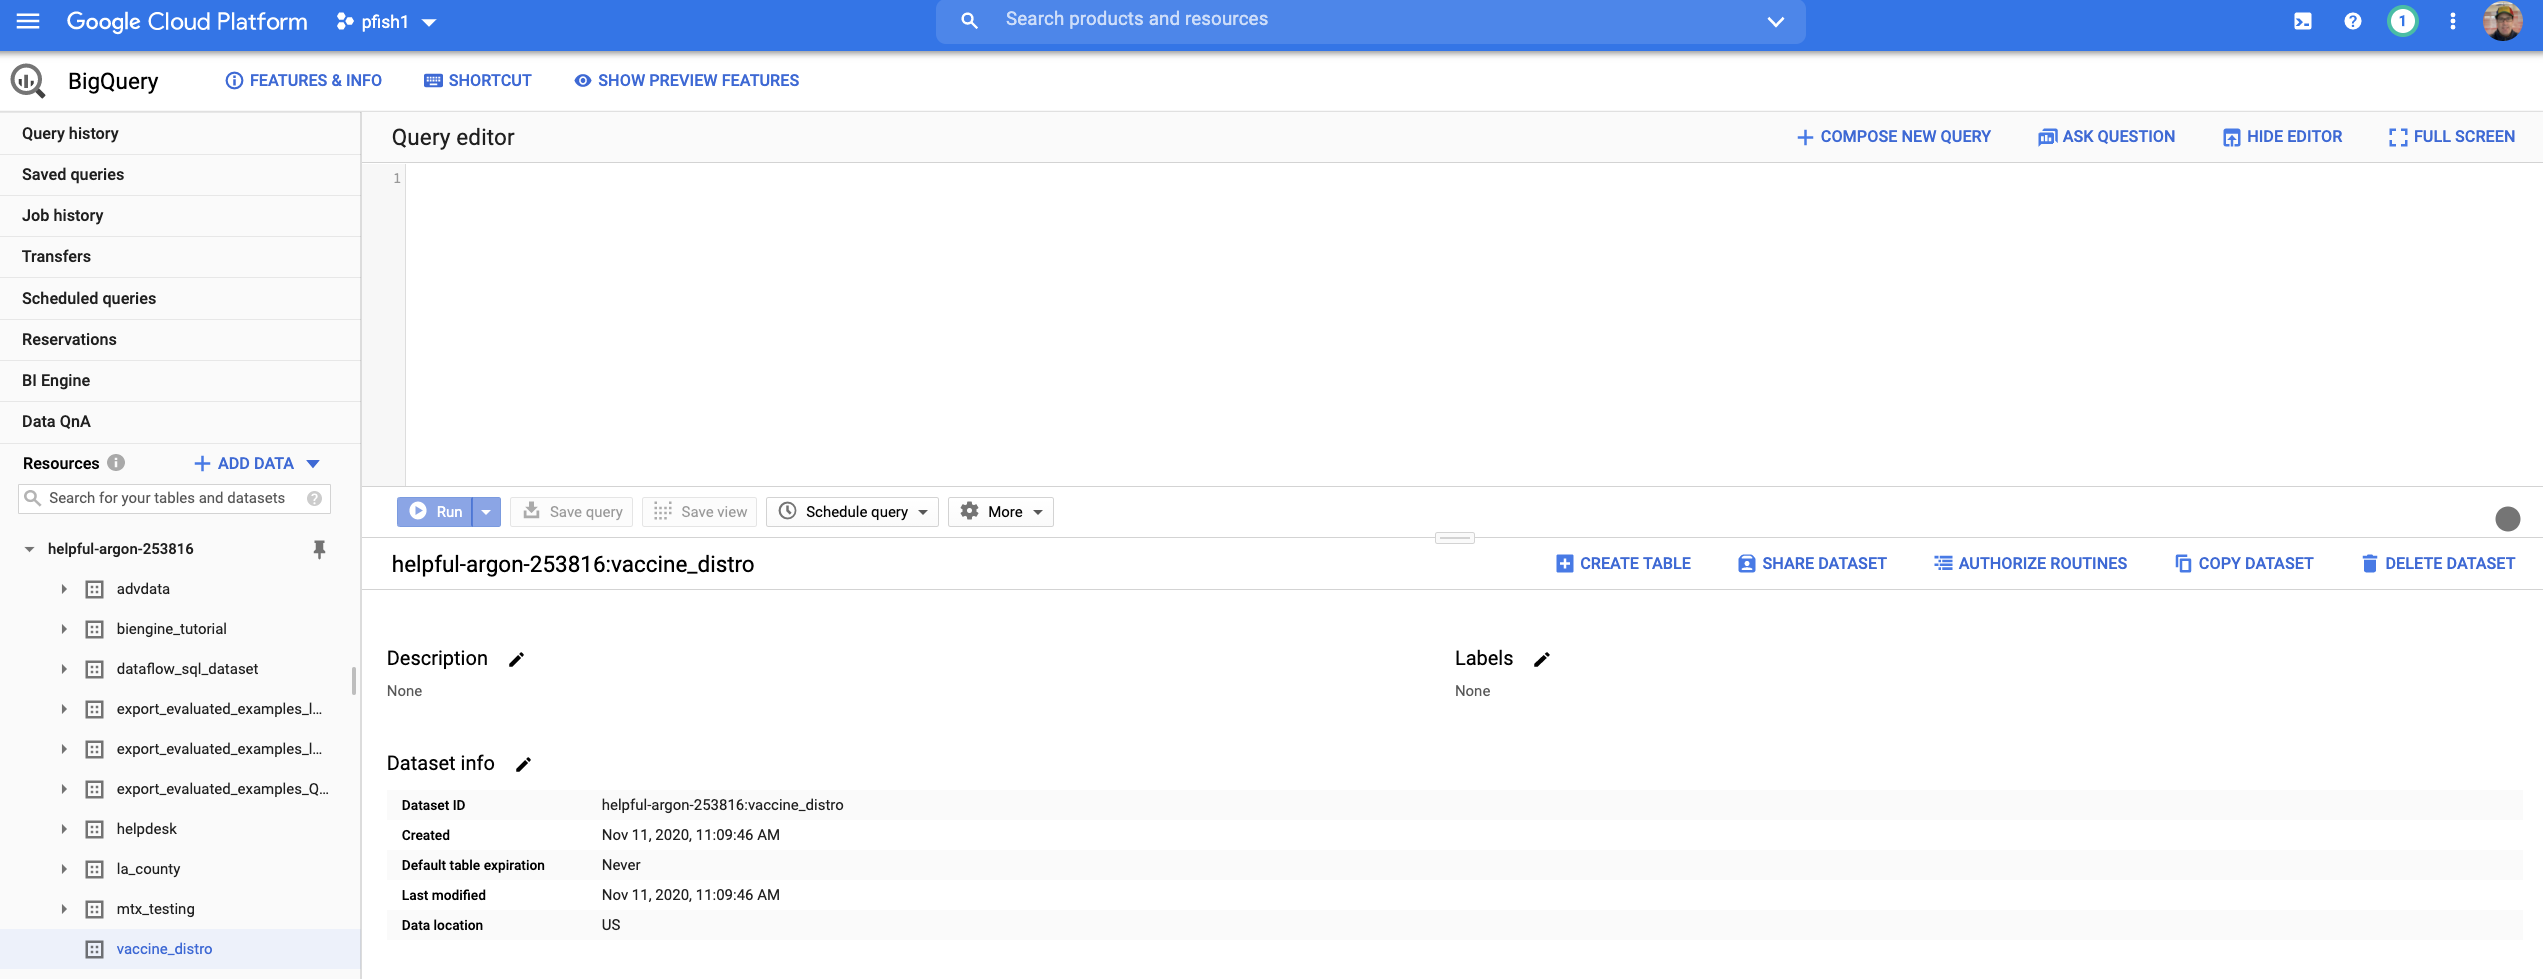 Google Cloud Platform
pfish1
Search products and resources
1
BigQuery
FEATURES & INFO
SHORTCUT
SHOW PREVIEW FEATURES
Query history
Saved queries
Job history
Transfers
Scheduled queries
Reservations
BI Engine
Data QnA
Resources
ADD DATA
Search for your tables and datasets
helpful-argon-253816
advdata
biengine_tutorial
dataflow_sql_dataset
export_evaluated_examples_l...
export_evaluated_examples_l...
export_evaluated_examples_Q...
helpdesk
la_county
mtx_testing
vaccine_distro
Query editor
COMPOSE NEW QUERY
ASK QUESTION
HIDE EDITOR
FULL SCREEN
1
Run
Save query
Save view
Schedule query
More
helpful-argon-253816:vaccine_distro
CREATE TABLE
SHARE DATASET
AUTHORIZE ROUTINES
COPY DATASET
DELETE DATASET
Description
None
Labels
None
Dataset info
Dataset ID helpful-argon-253816:vaccine_distro
Created Nov 11, 2020, 11:09:46 AM
Default table expiration Never
Last modified Nov 11, 2020, 11:09:46 AM
Data location US